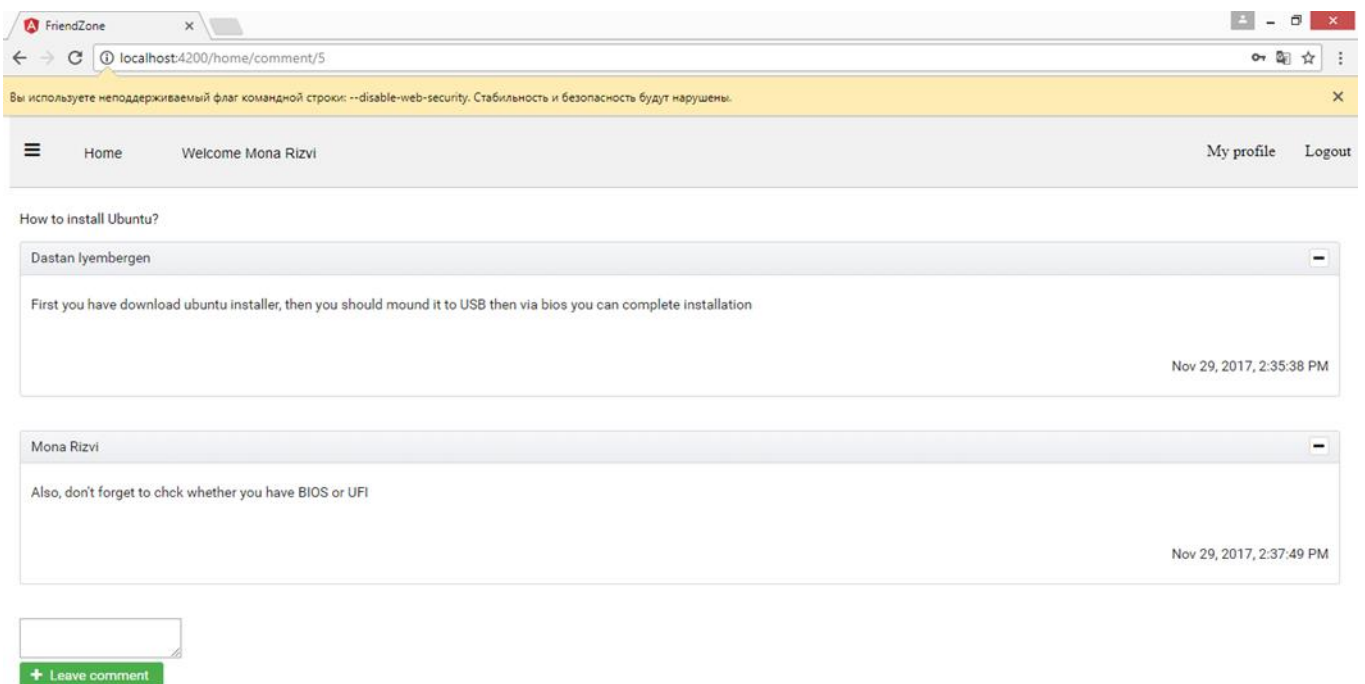 FriendZone
localhost:4200/home/comment/5
Вы используете неподдерживаемый флаг командной строки: --disable-web-security. Стабильность и безопасность будут нарушены.
Home Welcome Mona Rizvi My profile Logout
How to install Ubuntu?
Dastan Iyembergen
First you have download ubuntu installer, then you should mound it to USB then via bios you can complete installation
Nov 29, 2017, 2:35:38 PM
Mona Rizvi
Also, don't forget to chck whether you have BIOS or UFI
Nov 29, 2017, 2:37:49 PM
+ Leave comment